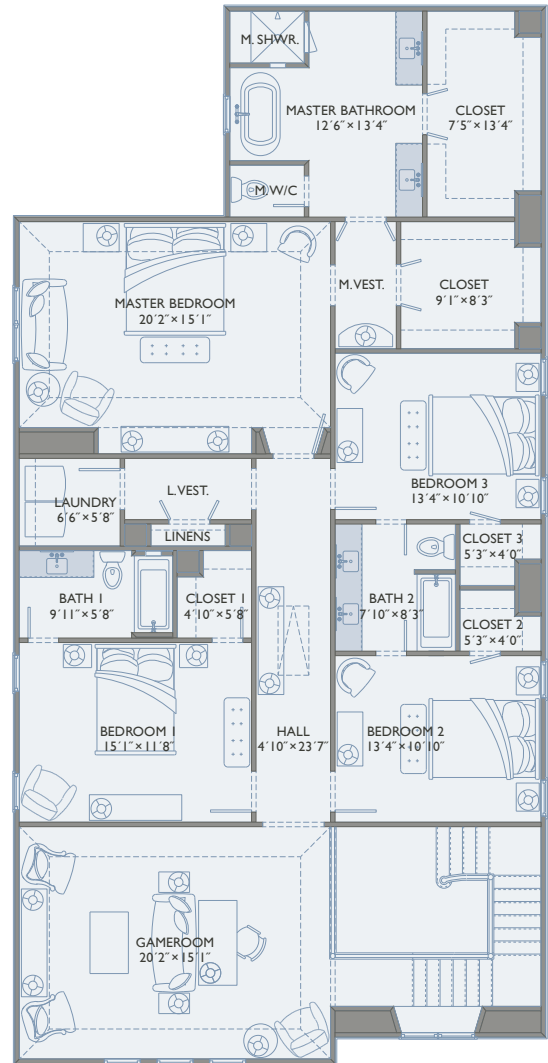 M. SHWR.
MASTER BATHROOM
12´6˝×13´4˝
CLOSET
7´5˝×13´4˝
M.W/C
MASTER BEDROOM
20´2˝×15´1˝
M.VEST.
CLOSET
9´1˝×8´3˝
BEDROOM 3
13´4˝×10´10˝
LAUNDRY
6´6˝×5´8˝
L.VEST.
LINENS
CLOSET 3
5´3˝×4´0˝
BATH 1
9´11˝×5´8˝
CLOSET 1
4´10˝×5´8˝
BATH 2
7´10˝×8´3˝
CLOSET 2
5´3˝×4´0˝
BEDROOM 1
15´1˝×11´8˝
HALL
4´10˝×23´7˝
BEDROOM 2
13´4˝×10´10˝
GAMEROOM
20´2˝×15´1˝